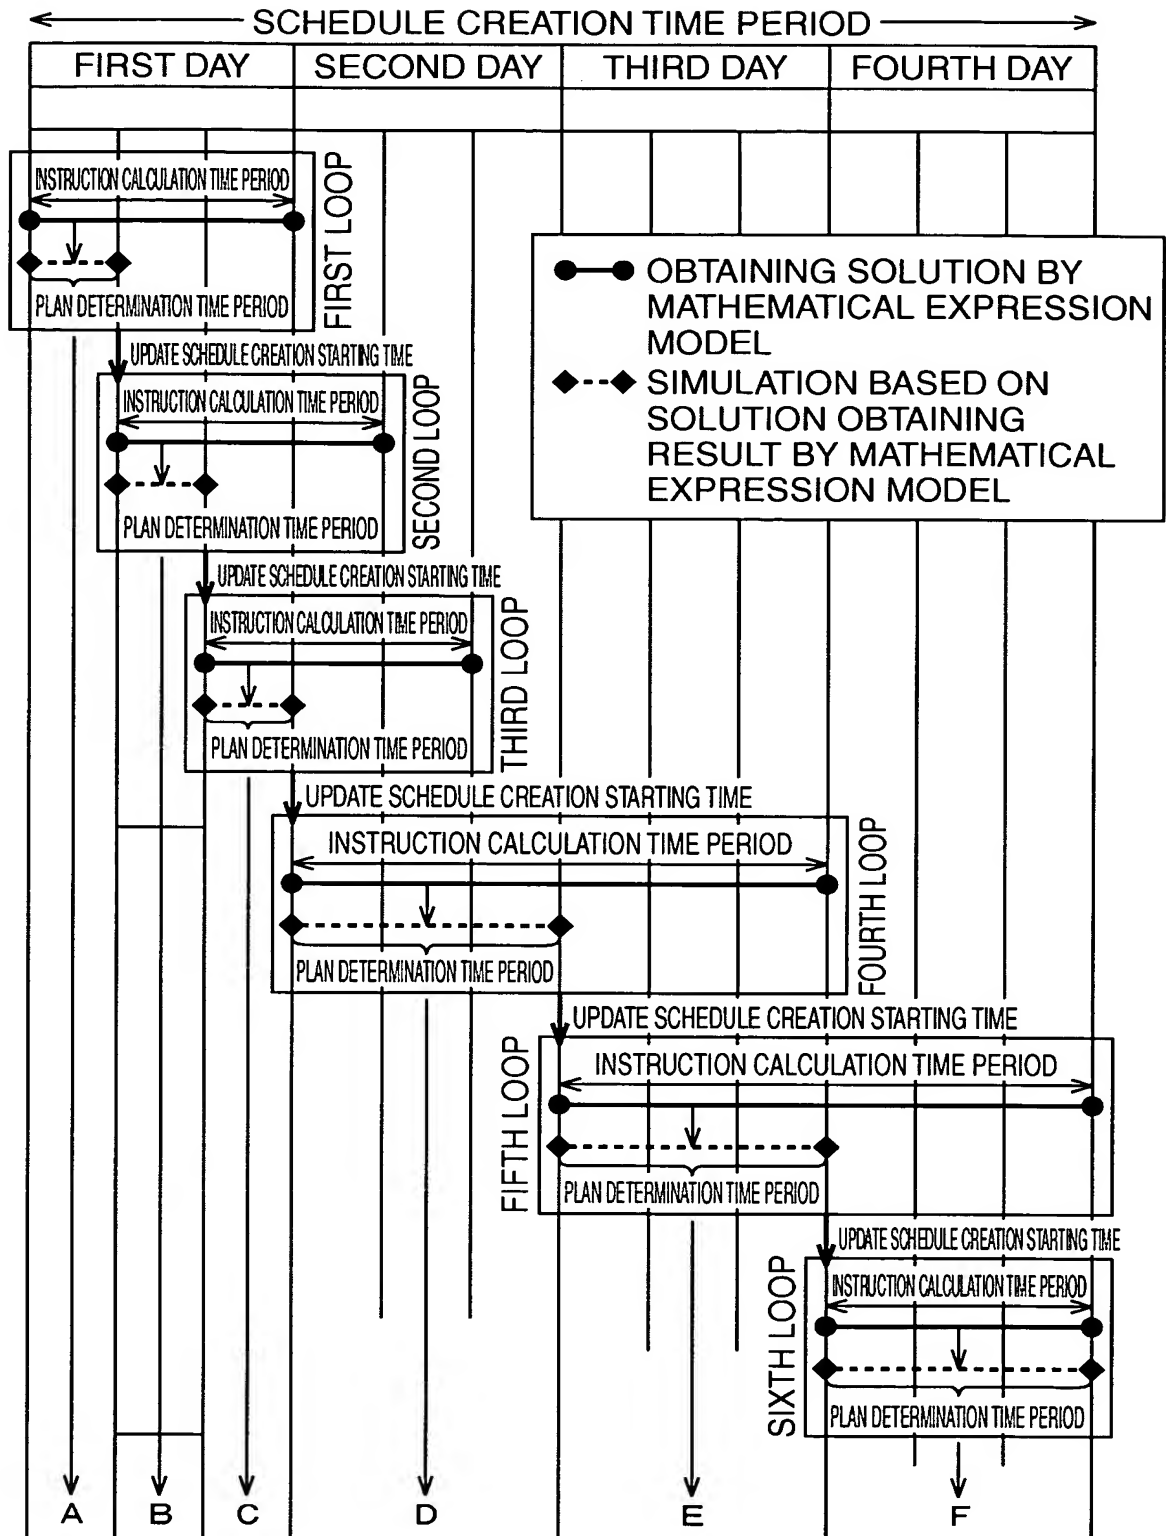 SCHEDULE CREATION TIME PERIOD
FIRST DAY
SECOND DAY
THIRD DAY
FOURTH DAY
INSTRUCTION CALCULATION TIME PERIOD
PLAN DETERMINATION TIME PERIOD
FIRST LOOP
OBTAINING SOLUTION BY
MATHEMATICAL EXPRESSION
MODEL
SIMULATION BASED ON
SOLUTION OBTAINING
RESULT BY MATHEMATICAL
EXPRESSION MODEL
UPDATE SCHEDULE CREATION STARTING TIME
INSTRUCTION CALCULATION TIME PERIOD
PLAN DETERMINATION TIME PERIOD
SECOND LOOP
UPDATE SCHEDULE CREATION STARTING TIME
INSTRUCTION CALCULATION TIME PERIOD
PLAN DETERMINATION TIME PERIOD
THIRD LOOP
UPDATE SCHEDULE CREATION STARTING TIME
INSTRUCTION CALCULATION TIME PERIOD
PLAN DETERMINATION TIME PERIOD
FOURTH LOOP
UPDATE SCHEDULE CREATION STARTING TIME
FIFTH LOOP
INSTRUCTION CALCULATION TIME PERIOD
PLAN DETERMINATION TIME PERIOD
UPDATE SCHEDULE CREATION STARTING TIME
SIXTH LOOP
INSTRUCTION CALCULATION TIME PERIOD
PLAN DETERMINATION TIME PERIOD
A
B
C
D
E
F